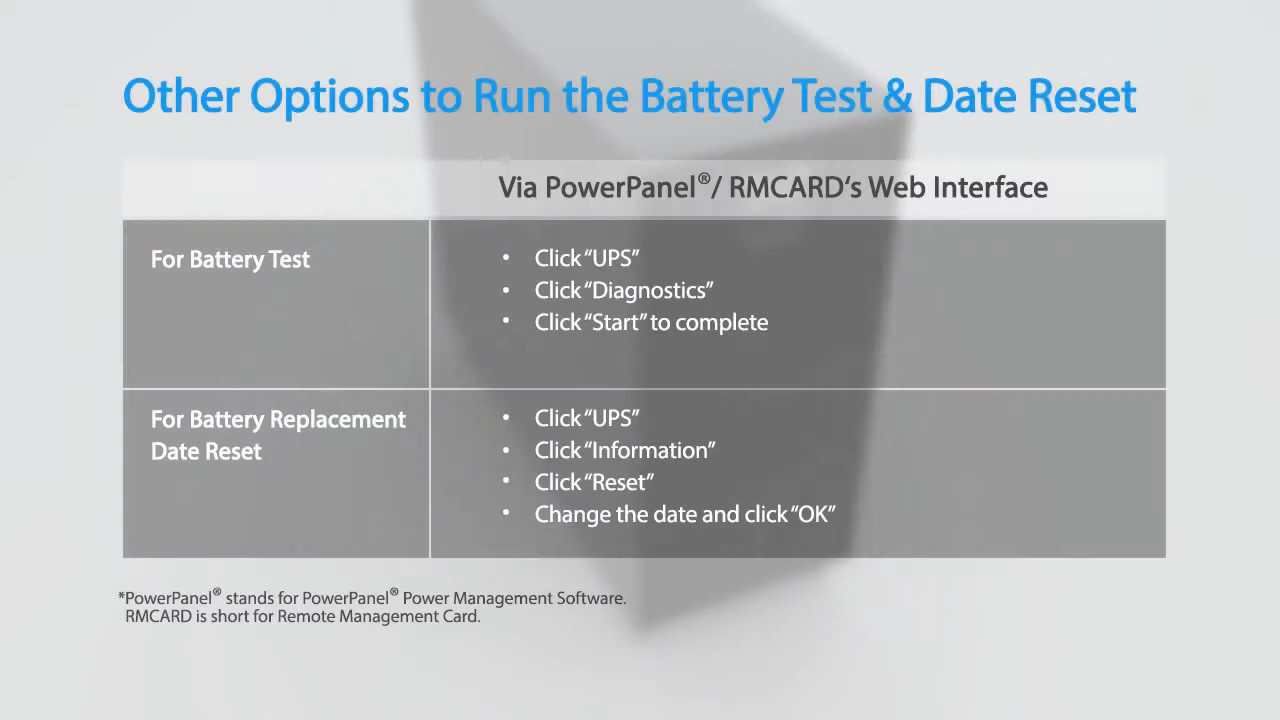 Other Options to Run the Battery Test & Date Reset
Via PowerPanel®/ RMCARD‘s Web Interface
For Battery Test
• Click “UPS”
• Click “Diagnostics”
• Click “Start” to complete
For Battery Replacement
Date Reset
• Click “UPS”
• Click “Information”
• Click “Reset”
• Change the date and click “OK”
*PowerPanel® stands for PowerPanel® Power Management Software.
RMCARD is short for Remote Management Card.